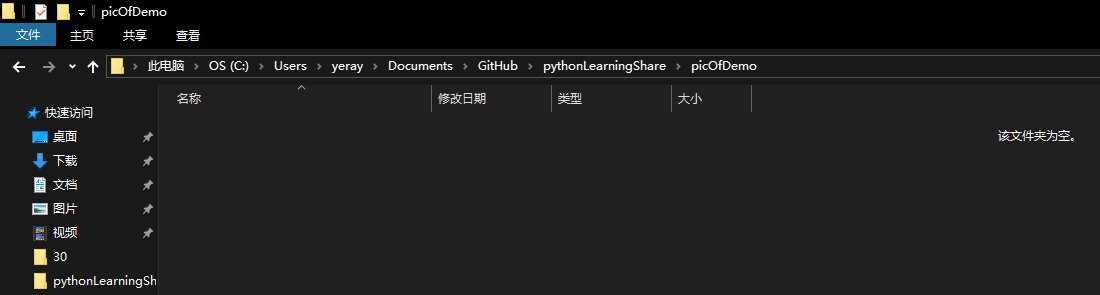 picOfDemo
文件 主页 共享 查看
此电脑 OS (C:) Users yeray Documents GitHub pythonLearningShare picOfDemo
名称 修改日期 类型 大小
快速访问
该文件夹为空。
桌面
下载
文档
图片
视频
30
pythonLearningSh